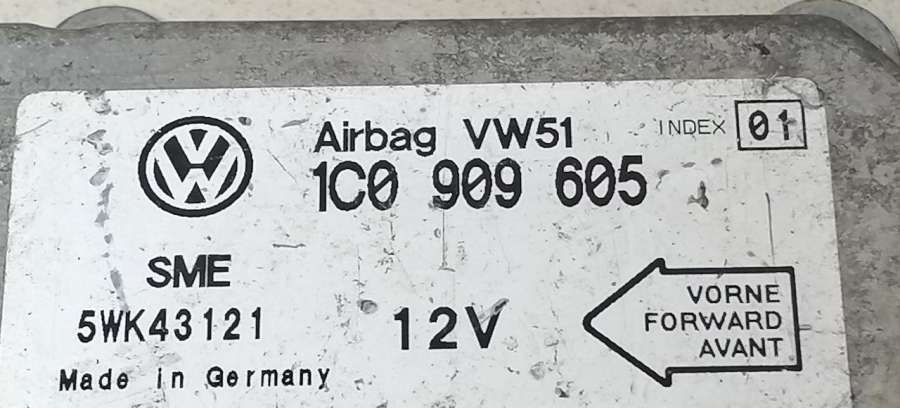 Airbag VW51
INDEX 01
1C0 909 605
SME
5WK43121
12V
Made in Germany
VORNE
FORWARD
AVANT